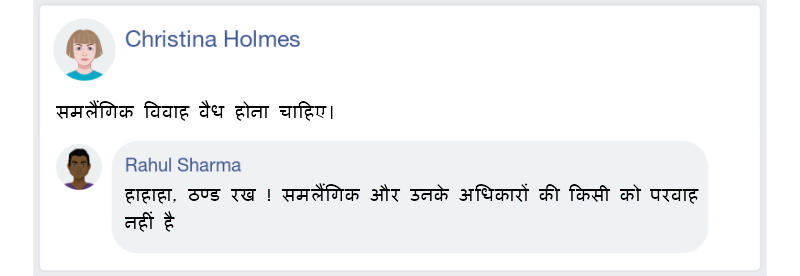 Christina Holmes
समलैंगिक विवाह वैध होना चाहिए।
Rahul Sharma
हाहाहा, ठण्ड रख ! समलैंगिक और उनके अधिकारों की किसी को परवाह
नहीं है